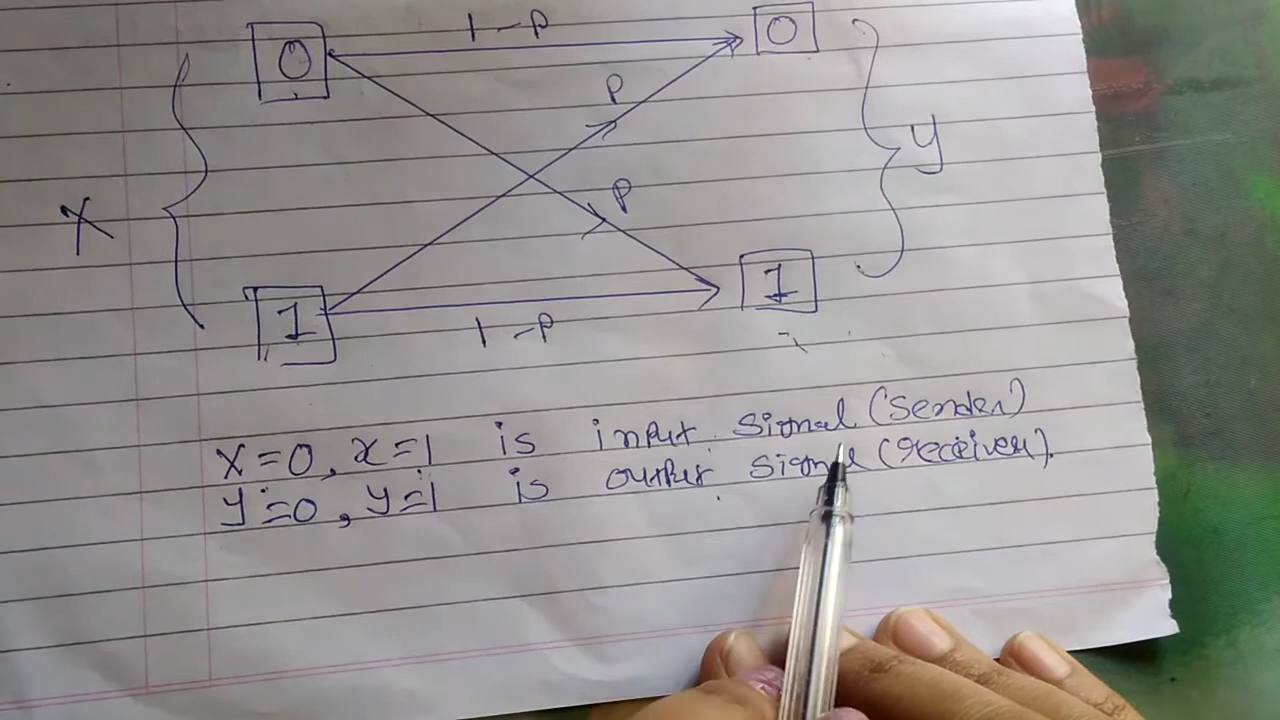 1-P
0
0
P
P
y
X
1
1
1-P
X=0, x=1 is input signal (Sender)
y=0, y=1 is output signal (receiver).